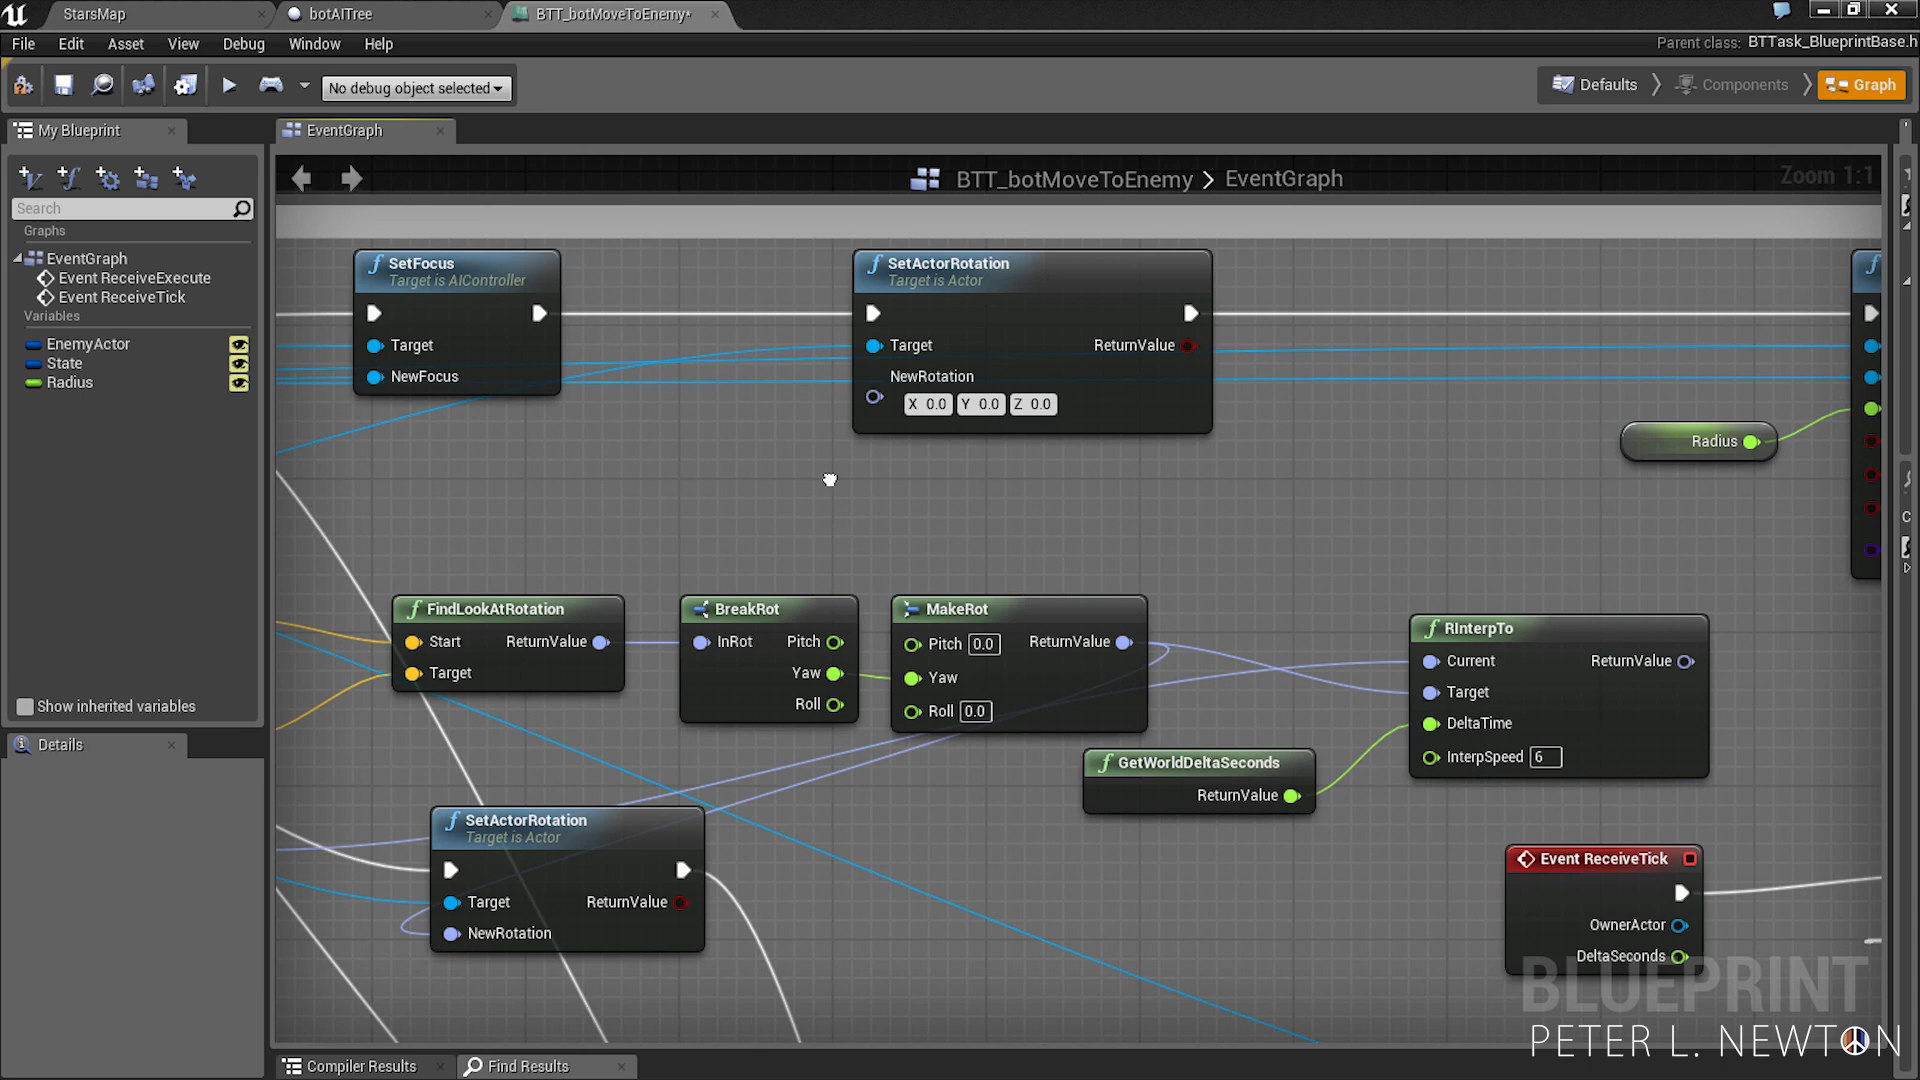 StarsMap
botAITree
BTT_botMoveToEnemy*
File Edit Asset View Debug Window Help
Parent class: BTTask_BlueprintBase.h
No debug object selected
Defaults
Components
Graph
My Blueprint
EventGraph
BTT_botMoveToEnemy > EventGraph
Zoom 1:1
Search
Graphs
EventGraph
Event ReceiveExecute
Event ReceiveTick
Variables
EnemyActor
State
Radius
Show inherited variables
Details
SetFocus
Target is AIController
Target
NewFocus
SetActorRotation
Target is Actor
Target ReturnValue
NewRotation
X 0.0 Y 0.0 Z 0.0
Radius
FindLookAtRotation
Start ReturnValue
Target
BreakRot
InRot Pitch
Yaw
Roll
MakeRot
Pitch 0.0 ReturnValue
Yaw
Roll 0.0
RInterpTo
Current ReturnValue
Target
DeltaTime
InterpSpeed 6
GetWorldDeltaSeconds
ReturnValue
SetActorRotation
Target is Actor
Target ReturnValue
NewRotation
Event ReceiveTick
OwnerActor
DeltaSeconds
BLUEPRINT
PETER L. NEWTON
Compiler Results
Find Results